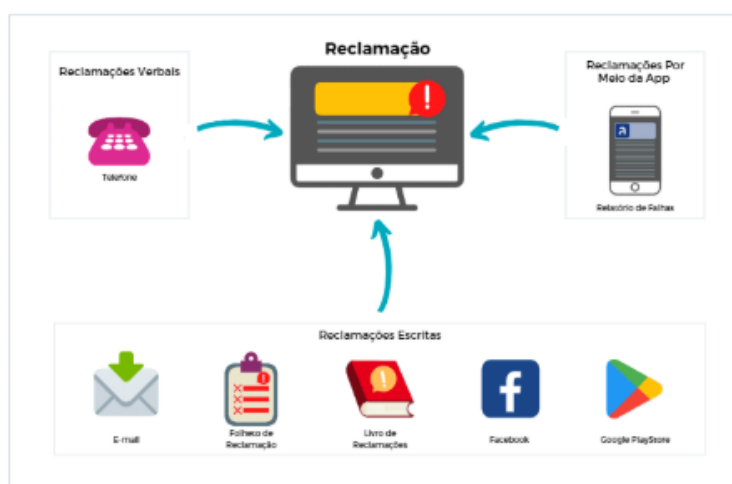 Reclamação
Reclamações Verbais
Telefone
Reclamações Por
Meio da App
a
Relatório de Falhas
Reclamações Escritas
E-mail
Folheto de
Reclamação
Livro de
Reclamações
Facebook
Google PlayStore